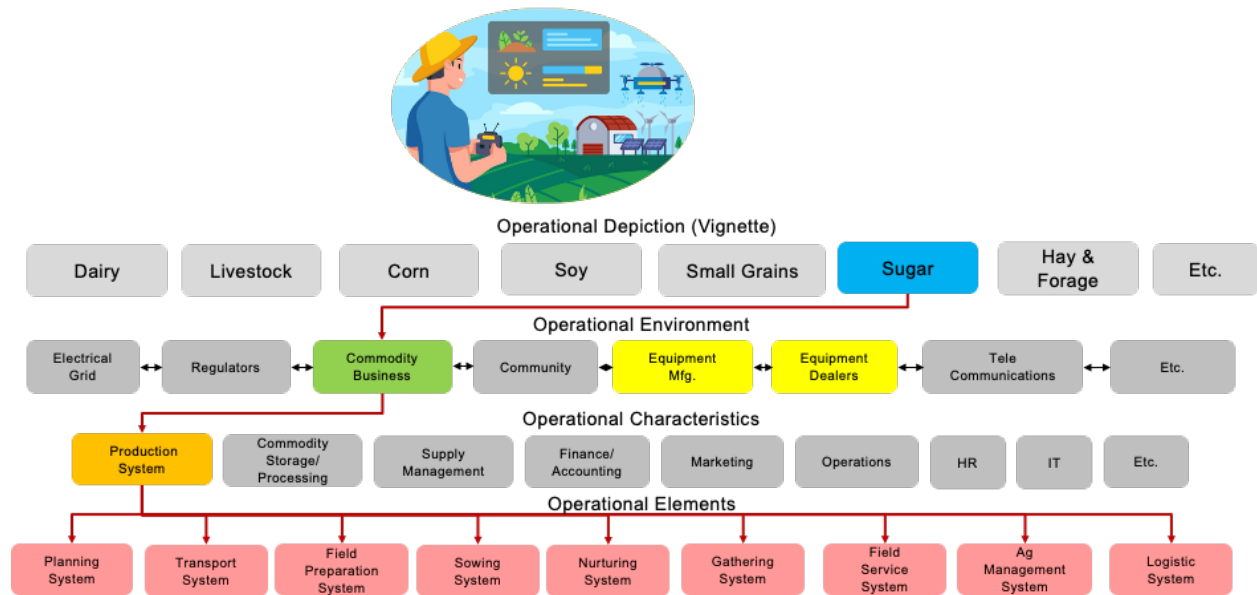 Operational Depiction (Vignette)
Dairy
Livestock
Corn
Soy
Small Grains
Sugar
Hay &
Forage
Etc.
Operational Environment
Electrical
Grid
Regulators
Commodity
Business
Community
Equipment
Mfg.
Equipment
Dealers
Tele
Communications
Etc.
Operational Characteristics
Production
System
Commodity
Storage/
Processing
Supply
Management
Finance/
Accounting
Marketing
Operations
HR
IT
Etc.
Operational Elements
Planning
System
Transport
System
Field
Preparation
System
Sowing
System
Nurturing
System
Gathering
System
Field
Service
System
Ag
Management
System
Logistic
System